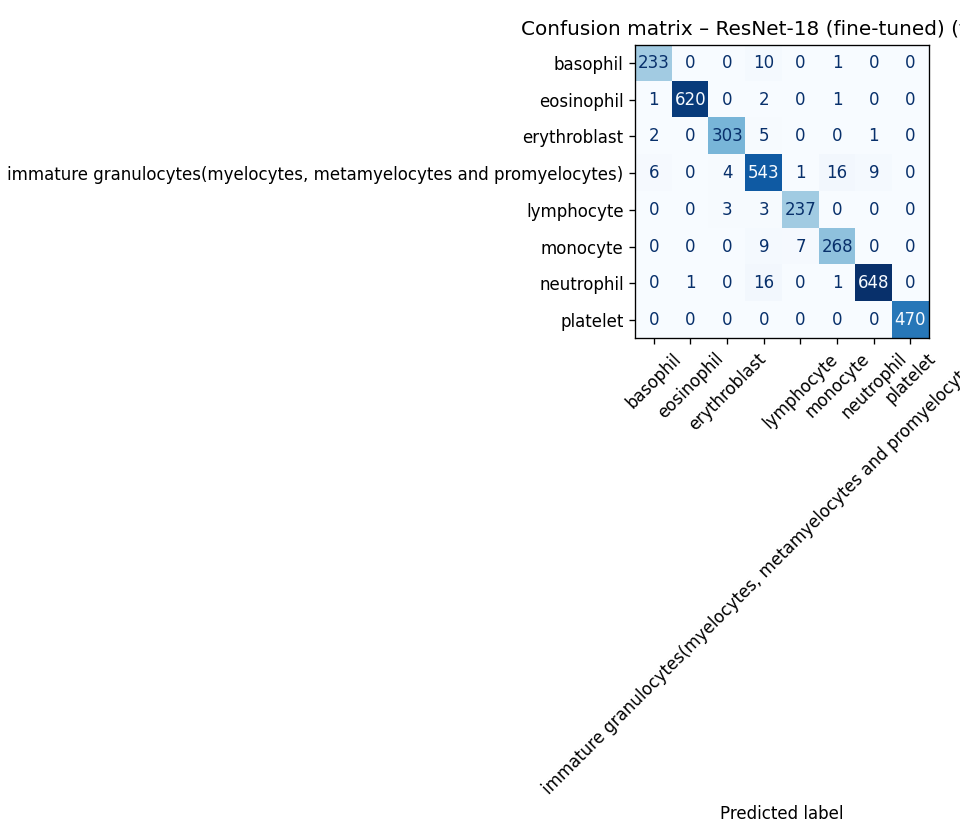 Confusion matrix – ResNet-18 (fine-tuned) (
basophil 233 0 0 10 0 1 0 0
eosinophil 1 620 0 2 0 1 0 0
erythroblast 2 0 303 5 0 0 1 0
immature granulocytes(myelocytes, metamyelocytes and promyelocytes) 6 0 4 543 1 16 9 0
lymphocyte 0 0 3 3 237 0 0 0
monocyte 0 0 0 9 7 268 0 0
neutrophil 0 1 0 16 0 1 648 0
platelet 0 0 0 0 0 0 0 470
basophil
eosinophil
erythroblast
immature granulocytes(myelocytes, metamyelocytes and promyelocyt
lymphocyte
monocyte
neutrophil
platelet
Predicted label